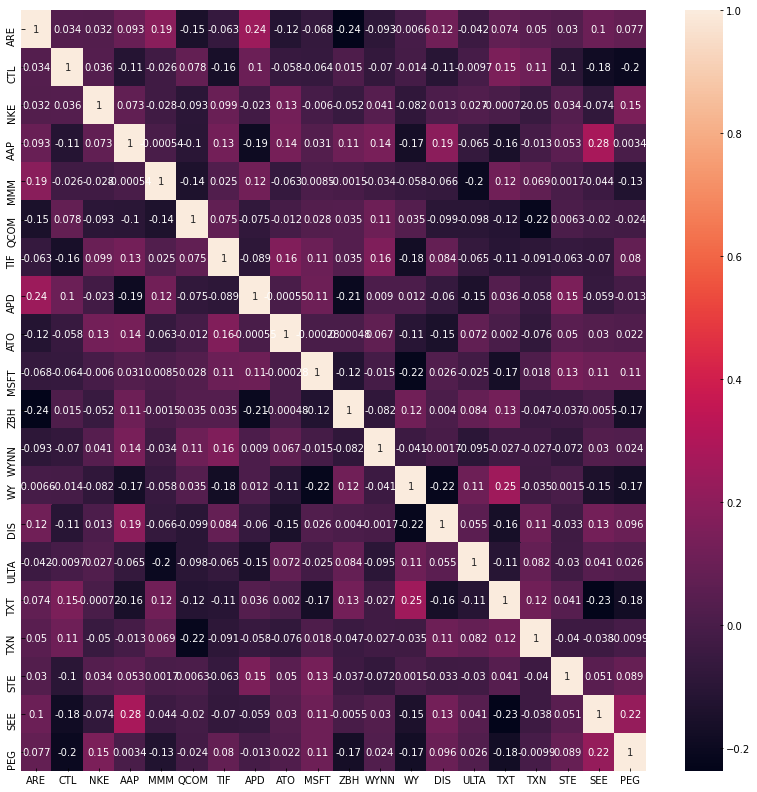 ARE 1 0.034 0.032 0.093 0.19 -0.15 -0.063 0.24 -0.12 -0.068 -0.24 -0.093 -0.0066 0.12 -0.042 0.074 0.05 0.03 0.1 0.077
CTL 0.034 1 0.036 -0.11 -0.026 0.078 -0.16 0.1 -0.058 -0.064 0.015 -0.07 -0.014 -0.11 -0.0097 0.15 0.11 -0.1 -0.18 -0.2
NKE 0.032 0.036 1 0.073 -0.028 -0.093 0.099 -0.023 0.13 -0.006 -0.052 0.041 -0.082 0.013 0.027 -0.00072 -0.05 0.034 -0.074 0.15
AAP 0.093 -0.11 0.073 1 -0.1 0.13 -0.19 0.14 0.031 0.11 0.14 -0.17 0.19 -0.065 -0.16 -0.013 0.053 0.28 0.0034
MMM 0.19 -0.026 -0.028 1 -0.14 0.025 0.12 -0.063 0.0085 -0.0015 -0.034 -0.058 -0.066 -0.2 0.12 0.069 0.0017 -0.044 -0.13
QCOM -0.15 0.078 -0.093 -0.1 -0.14 1 0.075 -0.075 -0.012 0.028 0.035 0.11 0.035 -0.099 -0.098 -0.12 -0.22 0.0063 -0.02 -0.024
TIF -0.063 -0.16 0.099 0.13 0.025 0.075 1 -0.089 0.16 0.11 0.035 0.16 -0.18 0.084 -0.065 -0.11 -0.091 -0.063 -0.07 0.08
APD 0.24 0.1 -0.023 -0.19 0.12 -0.075 -0.089 1 0.11 -0.21 0.009 0.012 -0.06 -0.15 0.036 -0.058 0.15 -0.059 -0.013
ATO -0.12 -0.058 0.13 0.14 -0.063 -0.012 0.16 1 -0.00048 0.067 -0.11 -0.15 0.072 0.002 -0.076 0.05 0.03 0.022
MSFT -0.068 -0.064 -0.006 0.031 0.0085 0.028 0.11 0.11 1 -0.12 -0.015 -0.22 0.026 -0.025 -0.17 0.018 0.13 0.11 0.11
ZBH -0.24 0.015 -0.052 0.11 -0.0015 0.035 0.035 -0.21 -0.00048 -0.12 1 -0.082 0.12 0.004 0.084 0.13 -0.047 -0.037 -0.0055 -0.17
WYNN -0.093 -0.07 0.041 0.14 -0.034 0.11 0.16 0.009 0.067 -0.015 -0.082 1 -0.041 -0.0017 -0.095 -0.027 -0.027 -0.072 0.03 0.024
WY -0.0066 -0.014 -0.082 -0.17 -0.058 0.035 -0.18 0.012 -0.11 -0.22 0.12 -0.041 1 -0.22 0.11 0.25 -0.035 0.0015 -0.15 -0.17
DIS 0.12 -0.11 0.013 0.19 -0.066 -0.099 0.084 -0.06 -0.15 0.026 0.004 -0.0017 -0.22 1 0.055 -0.16 0.11 -0.033 0.13 0.096
ULTA -0.042 -0.0097 0.027 -0.065 -0.2 -0.098 -0.065 -0.15 0.072 -0.025 0.084 -0.095 0.11 0.055 1 -0.11 0.082 -0.03 0.041 0.026
TXT 0.074 0.15 -0.00072 -0.16 0.12 -0.12 -0.11 0.036 0.002 -0.17 0.13 -0.027 0.25 -0.16 -0.11 1 0.12 0.041 -0.23 -0.18
TXN 0.05 0.11 -0.05 -0.013 0.069 -0.22 -0.091 -0.058 -0.076 0.018 -0.047 -0.027 -0.035 0.11 0.082 0.12 1 -0.04 -0.038 -0.0099
STE 0.03 -0.1 0.034 0.053 0.0017 0.0063 -0.063 0.15 0.05 0.13 -0.037 -0.072 0.0015 -0.033 -0.03 0.041 -0.04 1 0.051 0.089
SEE 0.1 -0.18 -0.074 0.28 -0.044 -0.02 -0.07 -0.059 0.03 0.11 -0.0055 0.03 -0.15 0.13 0.041 -0.23 -0.038 0.051 1 0.22
PEG 0.077 -0.2 0.15 0.0034 -0.13 -0.024 0.08 -0.013 0.022 0.11 -0.17 0.024 -0.17 0.096 0.026 -0.18 -0.0099 0.089 0.22 1
ARE CTL NKE AAP MMM QCOM TIF APD ATO MSFT ZBH WYNN WY DIS ULTA TXT TXN STE SEE PEG
1.0
0.8
0.6
0.4
0.2
0.0
−0.2